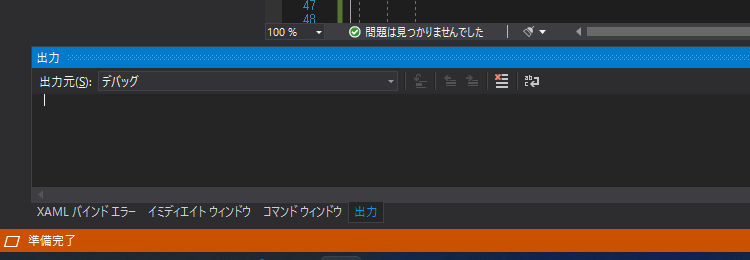 47
48
100 %
問題は見つかりませんでした
出力
出力元(S): デバッグ
XAML バインド エラー イミディエイト ウィンドウ コマンド ウィンドウ 出力
準備完了